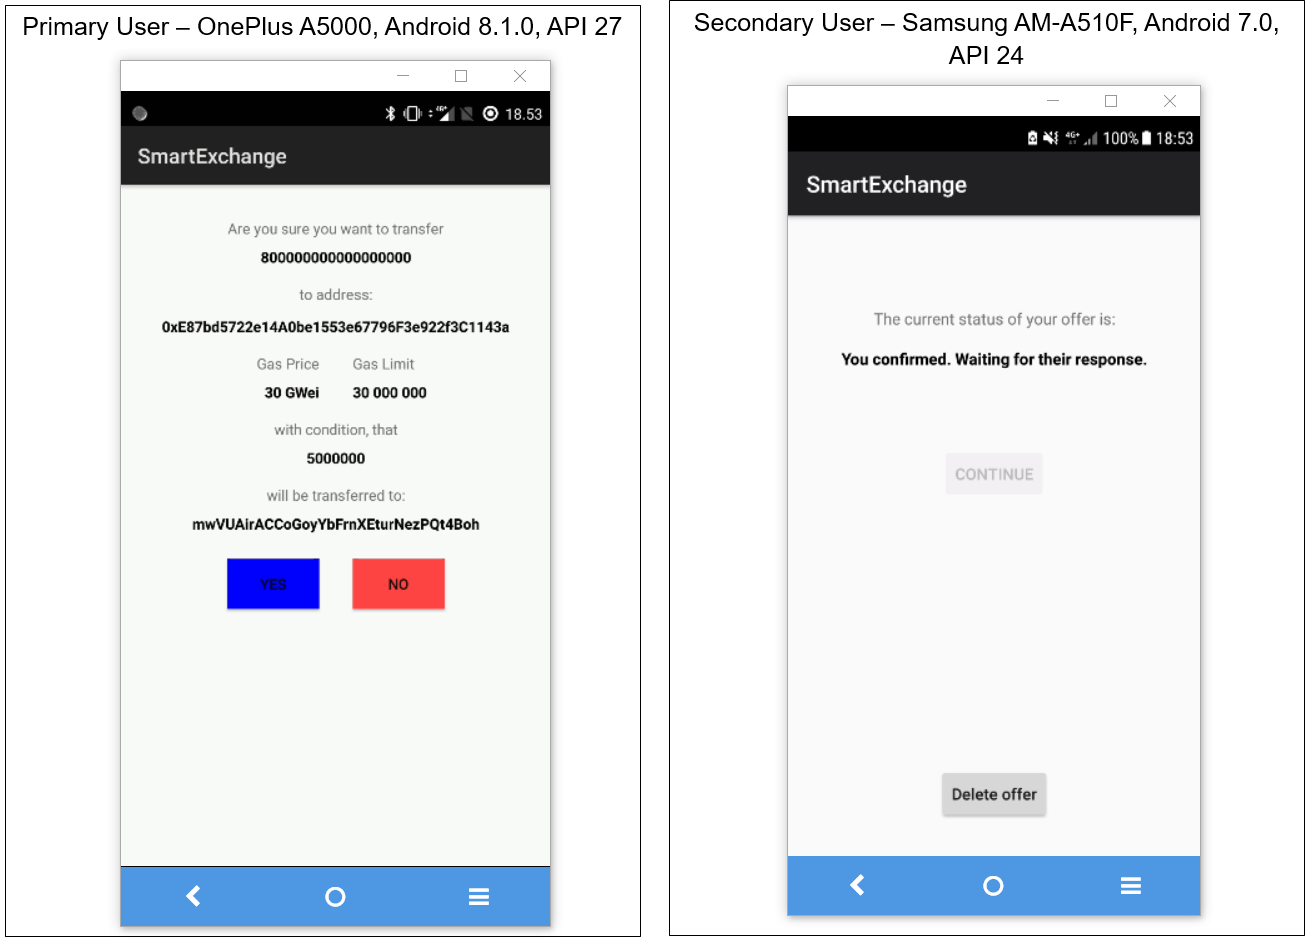 Primary User – OnePlus A5000, Android 8.1.0, API 27
18.53
SmartExchange
Are you sure you want to transfer
800000000000000000
to address:
0xE87bd5722e14A0be1553e67796F3e922f3C1143a
Gas Price Gas Limit
30 GWei 30 000 000
with condition, that
5000000
will be transferred to:
mwVUAirACCoGoyYbFrnXEturNezPQt4Boh
YES NO
Secondary User – Samsung AM-A510F, Android 7.0,
API 24
4G+ 100% 18:53
SmartExchange
The current status of your offer is:
You confirmed. Waiting for their response.
CONTINUE
Delete offer